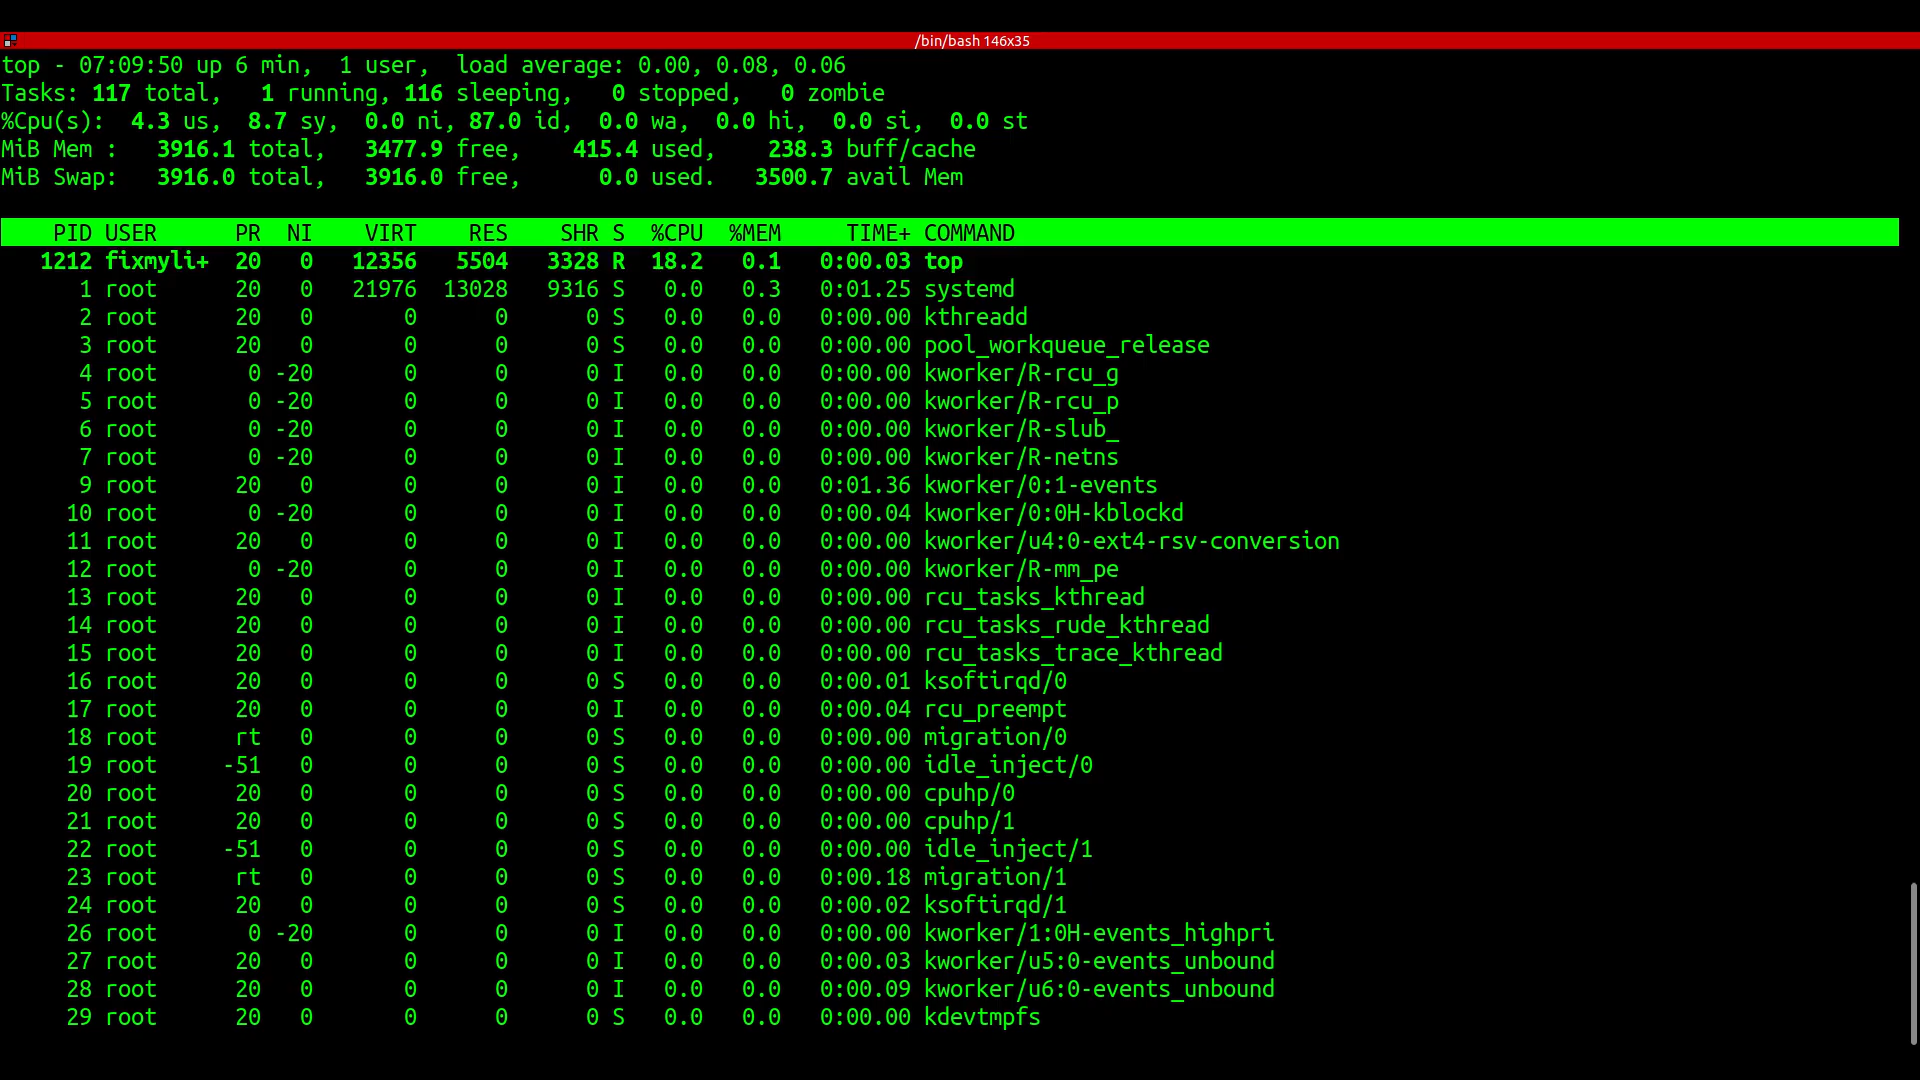 /bin/bash 146x35
top - 07:09:50 up 6 min,  1 user,  load average: 0.00, 0.08, 0.06
Tasks: 117 total,   1 running, 116 sleeping,   0 stopped,   0 zombie
%Cpu(s):  4.3 us,  8.7 sy,  0.0 ni, 87.0 id,  0.0 wa,  0.0 hi,  0.0 si,  0.0 st
MiB Mem :   3916.1 total,   3477.9 free,    415.4 used,    238.3 buff/cache
MiB Swap:   3916.0 total,   3916.0 free,      0.0 used.   3500.7 avail Mem
    PID USER      PR  NI    VIRT    RES    SHR S  %CPU  %MEM     TIME+ COMMAND
   1212 fixmyli+  20   0   12356   5504   3328 R  18.2   0.1   0:00.03 top
      1 root      20   0   21976  13028   9316 S   0.0   0.3   0:01.25 systemd
      2 root      20   0       0      0      0 S   0.0   0.0   0:00.00 kthreadd
      3 root      20   0       0      0      0 S   0.0   0.0   0:00.00 pool_workqueue_release
      4 root       0 -20       0      0      0 I   0.0   0.0   0:00.00 kworker/R-rcu_g
      5 root       0 -20       0      0      0 I   0.0   0.0   0:00.00 kworker/R-rcu_p
      6 root       0 -20       0      0      0 I   0.0   0.0   0:00.00 kworker/R-slub_
      7 root       0 -20       0      0      0 I   0.0   0.0   0:00.00 kworker/R-netns
      9 root      20   0       0      0      0 I   0.0   0.0   0:01.36 kworker/0:1-events
     10 root       0 -20       0      0      0 I   0.0   0.0   0:00.04 kworker/0:0H-kblockd
     11 root      20   0       0      0      0 I   0.0   0.0   0:00.00 kworker/u4:0-ext4-rsv-conversion
     12 root       0 -20       0      0      0 I   0.0   0.0   0:00.00 kworker/R-mm_pe
     13 root      20   0       0      0      0 I   0.0   0.0   0:00.00 rcu_tasks_kthread
     14 root      20   0       0      0      0 I   0.0   0.0   0:00.00 rcu_tasks_rude_kthread
     15 root      20   0       0      0      0 I   0.0   0.0   0:00.00 rcu_tasks_trace_kthread
     16 root      20   0       0      0      0 S   0.0   0.0   0:00.01 ksoftirqd/0
     17 root      20   0       0      0      0 I   0.0   0.0   0:00.04 rcu_preempt
     18 root      rt   0       0      0      0 S   0.0   0.0   0:00.00 migration/0
     19 root     -51   0       0      0      0 S   0.0   0.0   0:00.00 idle_inject/0
     20 root      20   0       0      0      0 S   0.0   0.0   0:00.00 cpuhp/0
     21 root      20   0       0      0      0 S   0.0   0.0   0:00.00 cpuhp/1
     22 root     -51   0       0      0      0 S   0.0   0.0   0:00.00 idle_inject/1
     23 root      rt   0       0      0      0 S   0.0   0.0   0:00.18 migration/1
     24 root      20   0       0      0      0 S   0.0   0.0   0:00.02 ksoftirqd/1
     26 root       0 -20       0      0      0 I   0.0   0.0   0:00.00 kworker/1:0H-events_highpri
     27 root      20   0       0      0      0 I   0.0   0.0   0:00.03 kworker/u5:0-events_unbound
     28 root      20   0       0      0      0 I   0.0   0.0   0:00.09 kworker/u6:0-events_unbound
     29 root      20   0       0      0      0 S   0.0   0.0   0:00.00 kdevtmpfs